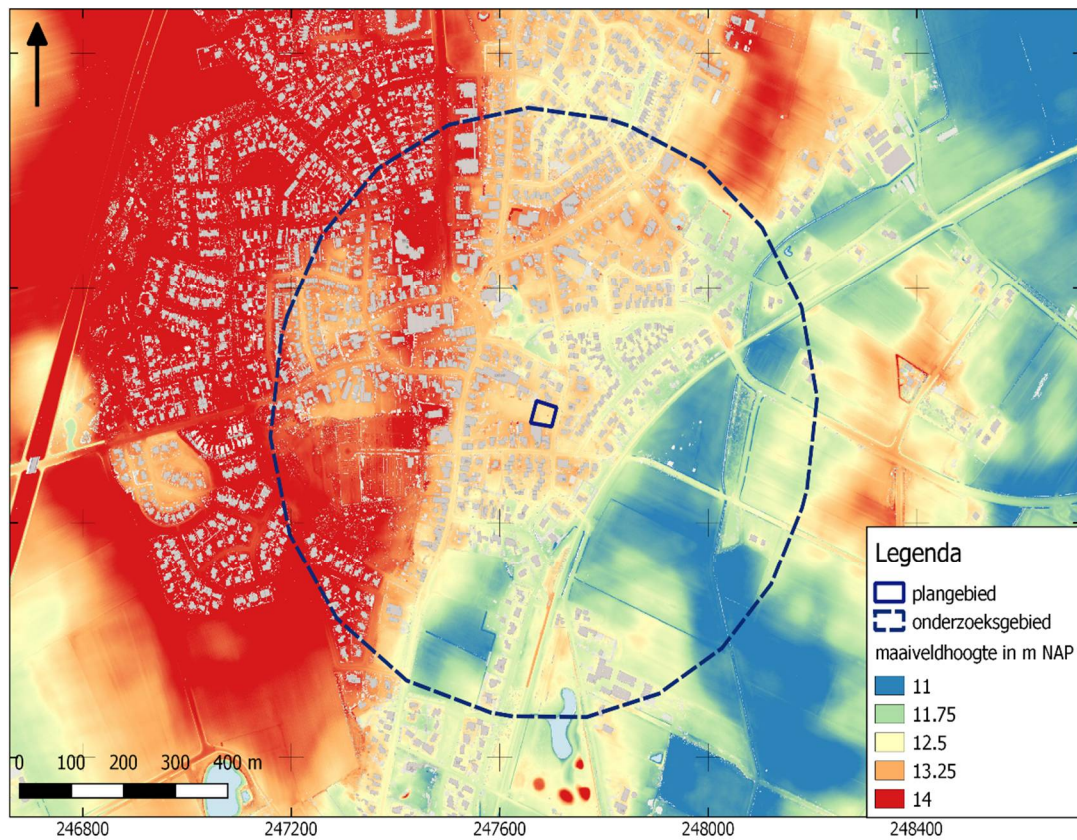 Legenda
plangebied
onderzoeksgebied
maaiveldhoogte in m NAP
11
11.75
12.5
13.25
14
0 100 200 300 400 m
246800 247200 247600 248000 248400